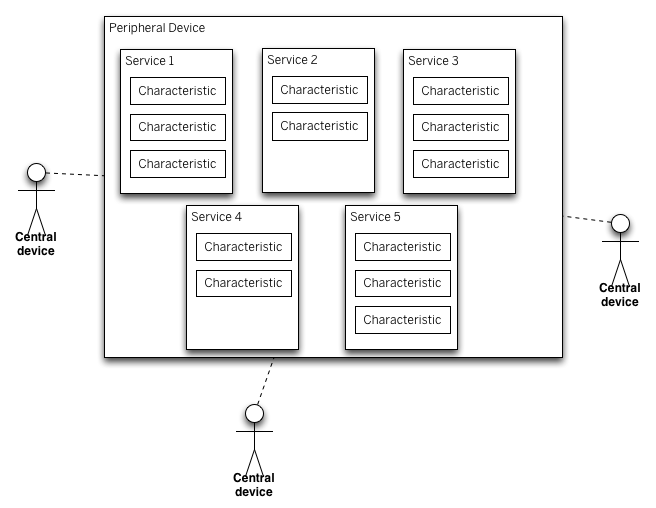 Peripheral Device
Service 1
Characteristic
Characteristic
Characteristic
Service 2
Characteristic
Characteristic
Service 3
Characteristic
Characteristic
Characteristic
Central
device
Service 4
Characteristic
Characteristic
Service 5
Characteristic
Characteristic
Characteristic
Central
device
Central
device